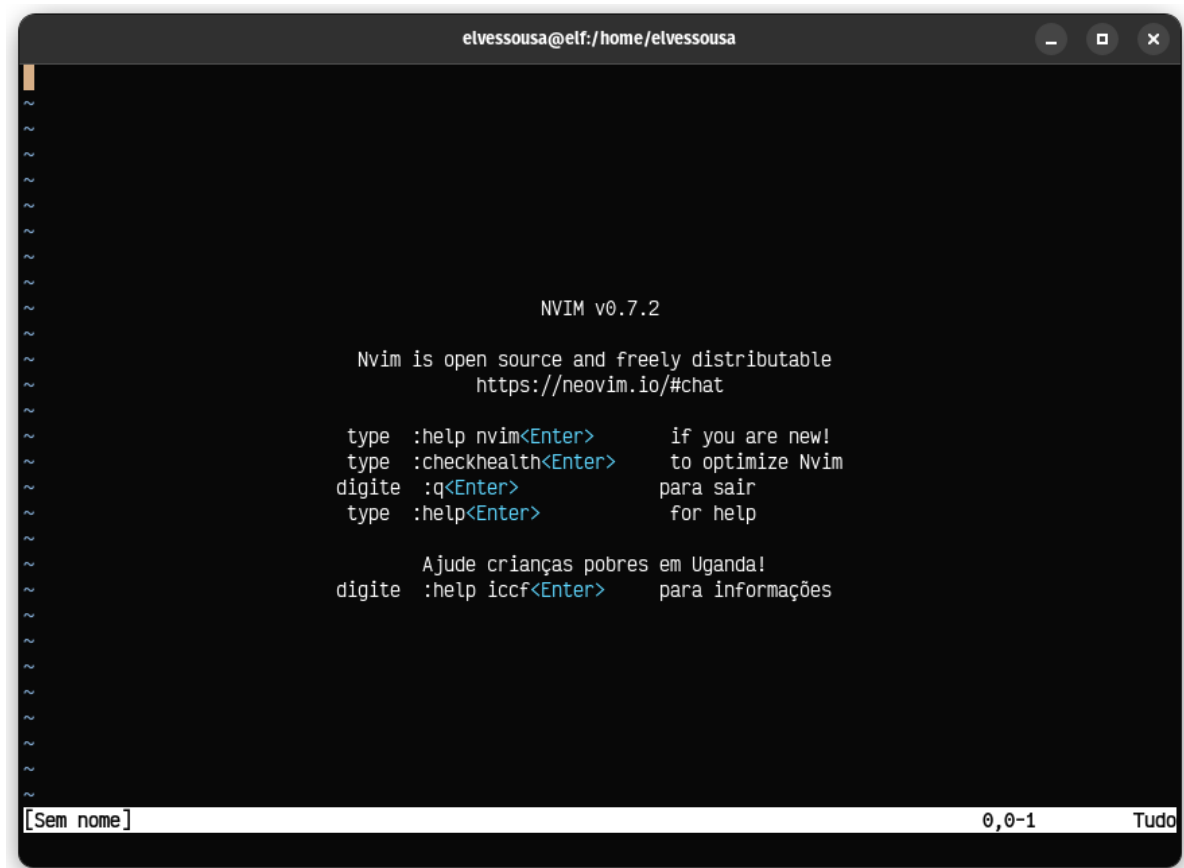 elvessousa@elf:/home/elvessousa
~
~
~
~
~
~
~
~
~ NVIM v0.7.2
~
~ Nvim is open source and freely distributable
~ https://neovim.io/#chat
~
~ type :help nvim<Enter> if you are new!
~ type :checkhealth<Enter> to optimize Nvim
~ digite :q<Enter> para sair
~ type :help<Enter> for help
~
~ Ajude crianças pobres em Uganda!
~ digite :help iccf<Enter> para informações
~
~
~
~
~
~
~
~
[Sem nome] 0,0-1 Tudo